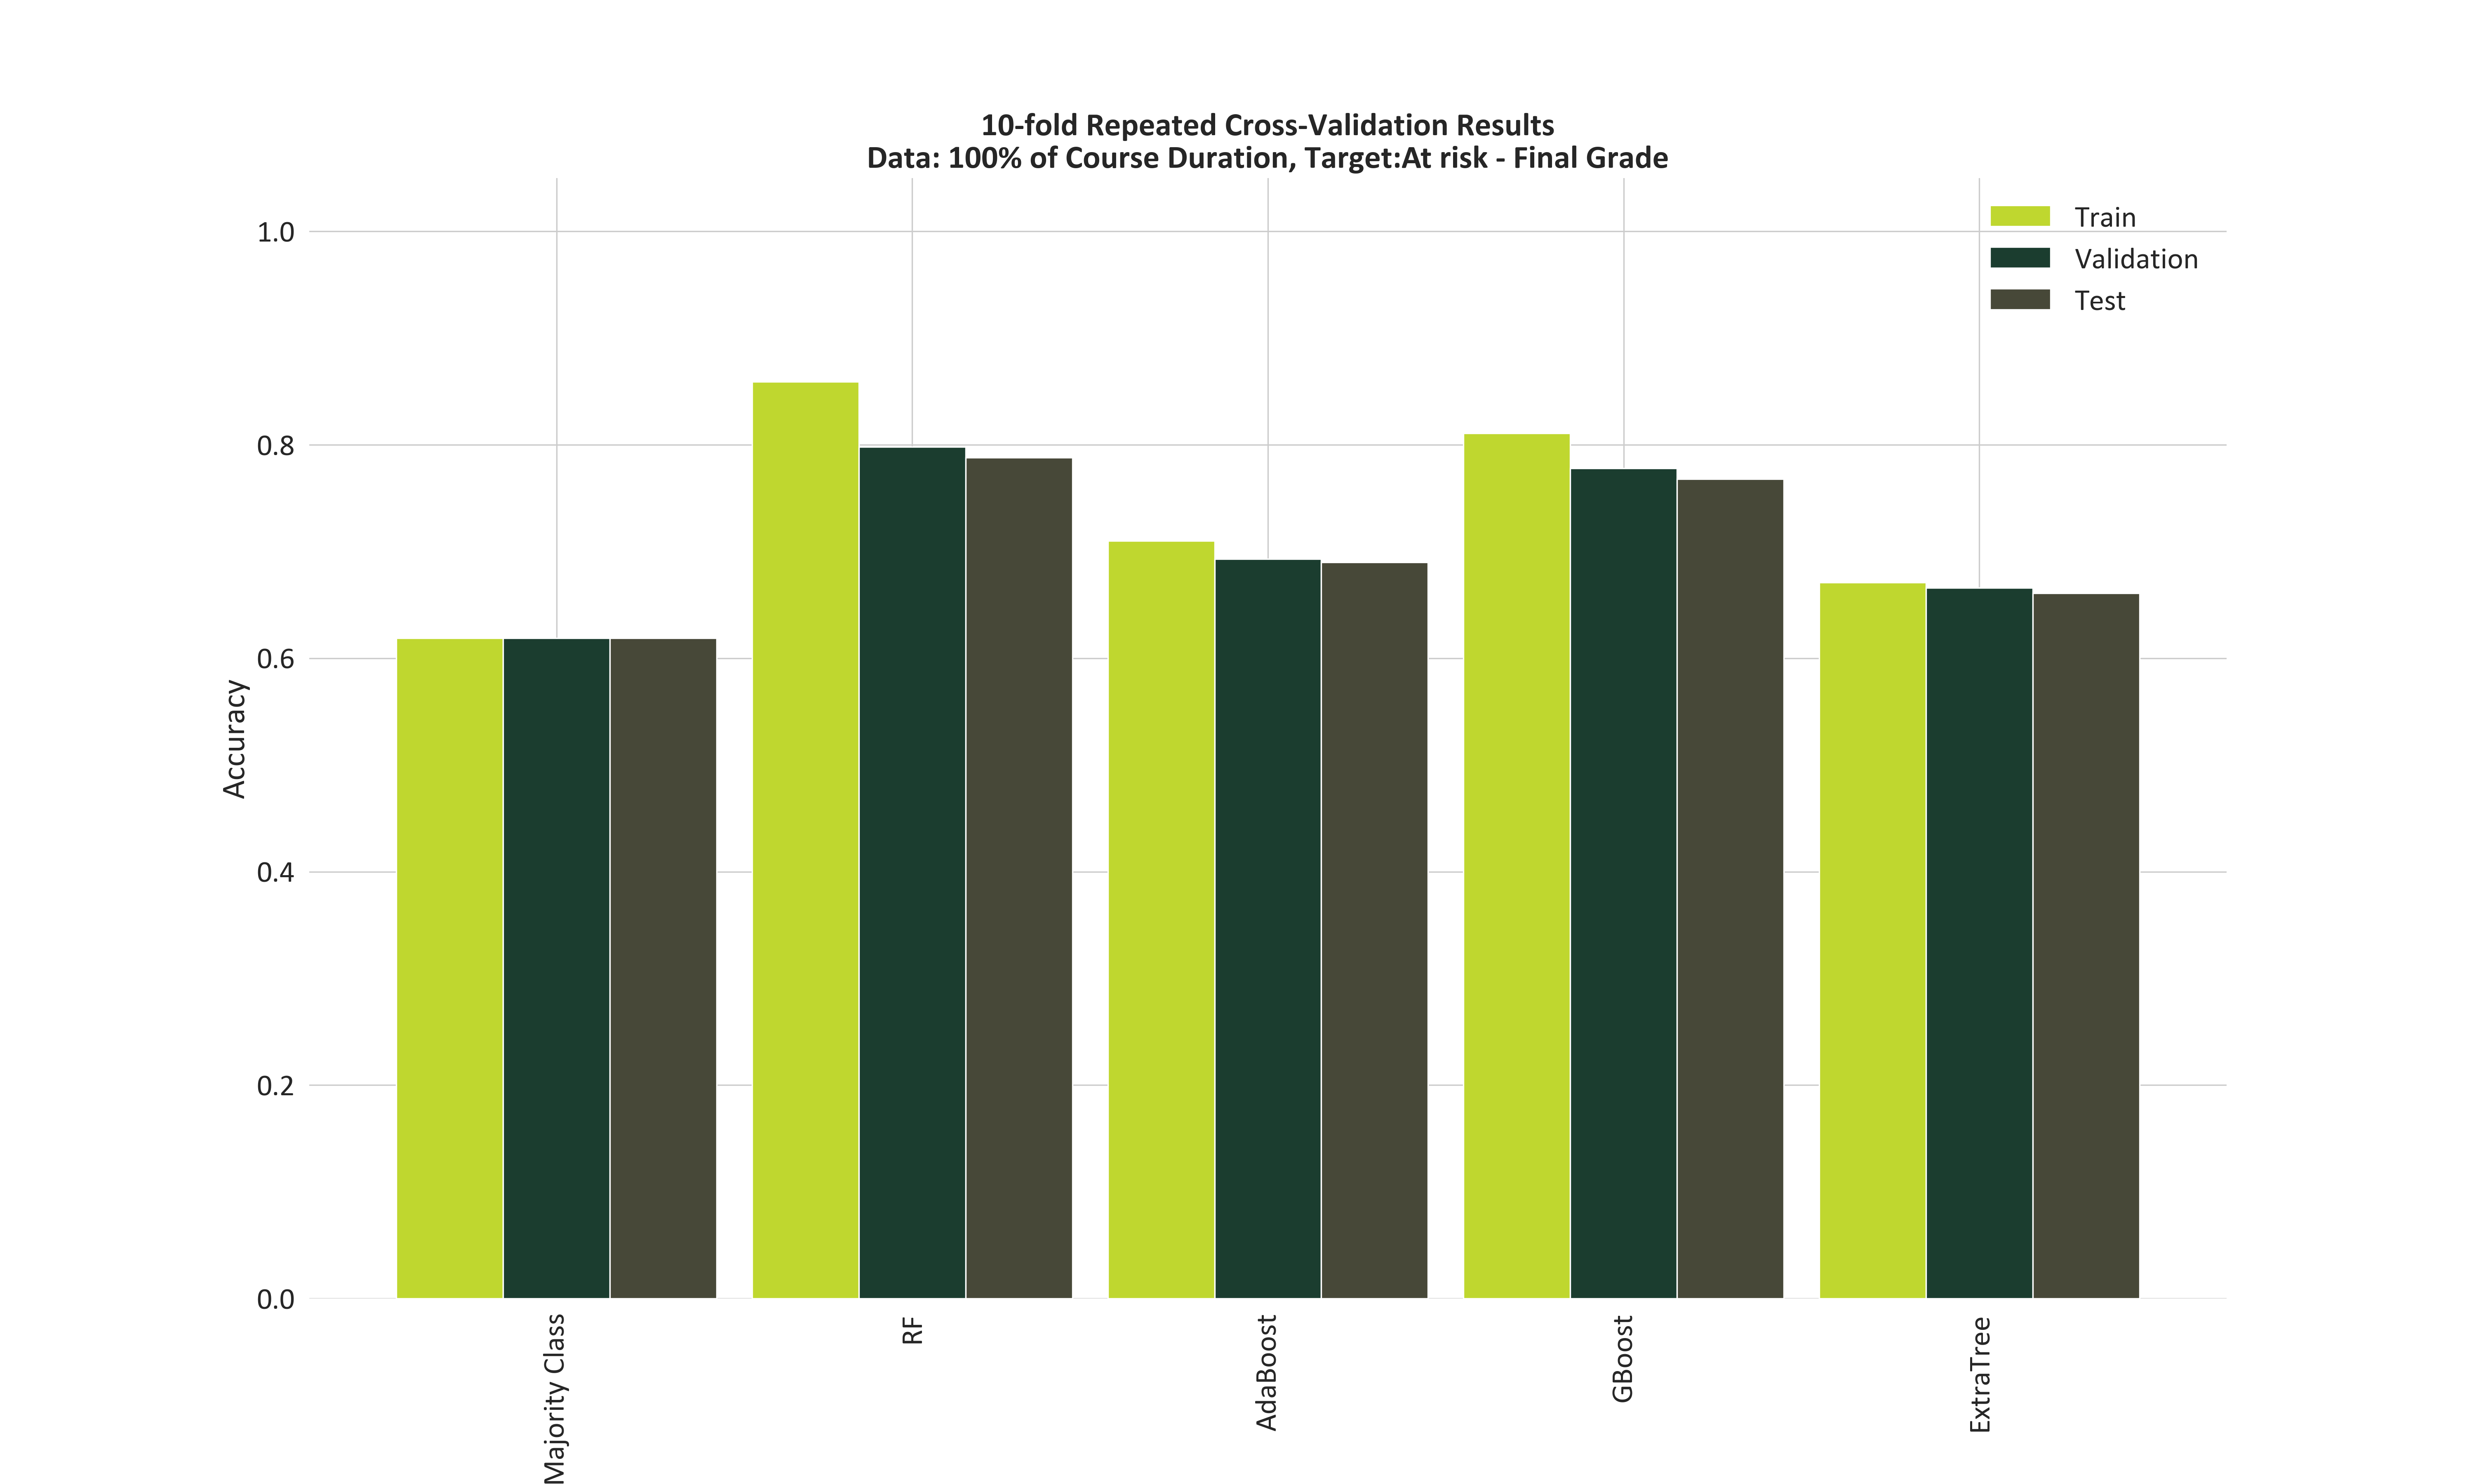 10-fold Repeated Cross-Validation Results
Data: 100% of Course Duration, Target:At risk - Final Grade
Train
Validation
Test
1.0
0.8
0.6
0.4
0.2
0.0
Accuracy
Majority Class
RF
AdaBoost
GBoost
ExtraTree